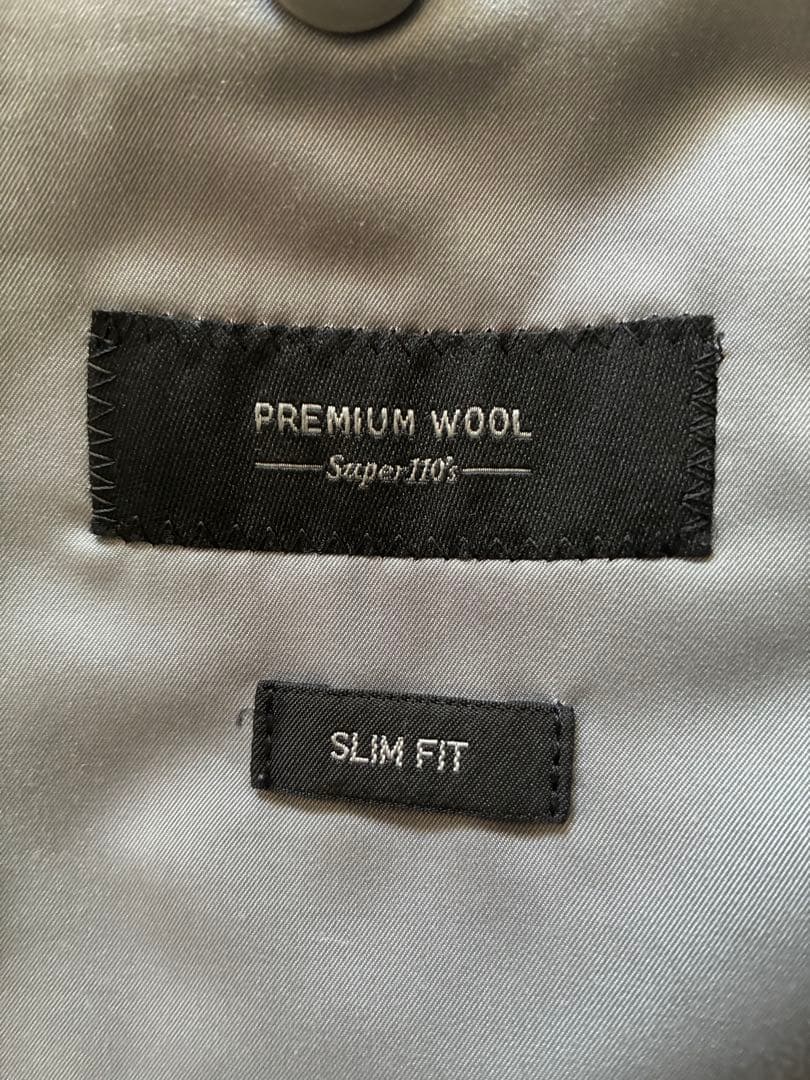 PREMIUM WOOL
Super 110's
SLIM FIT